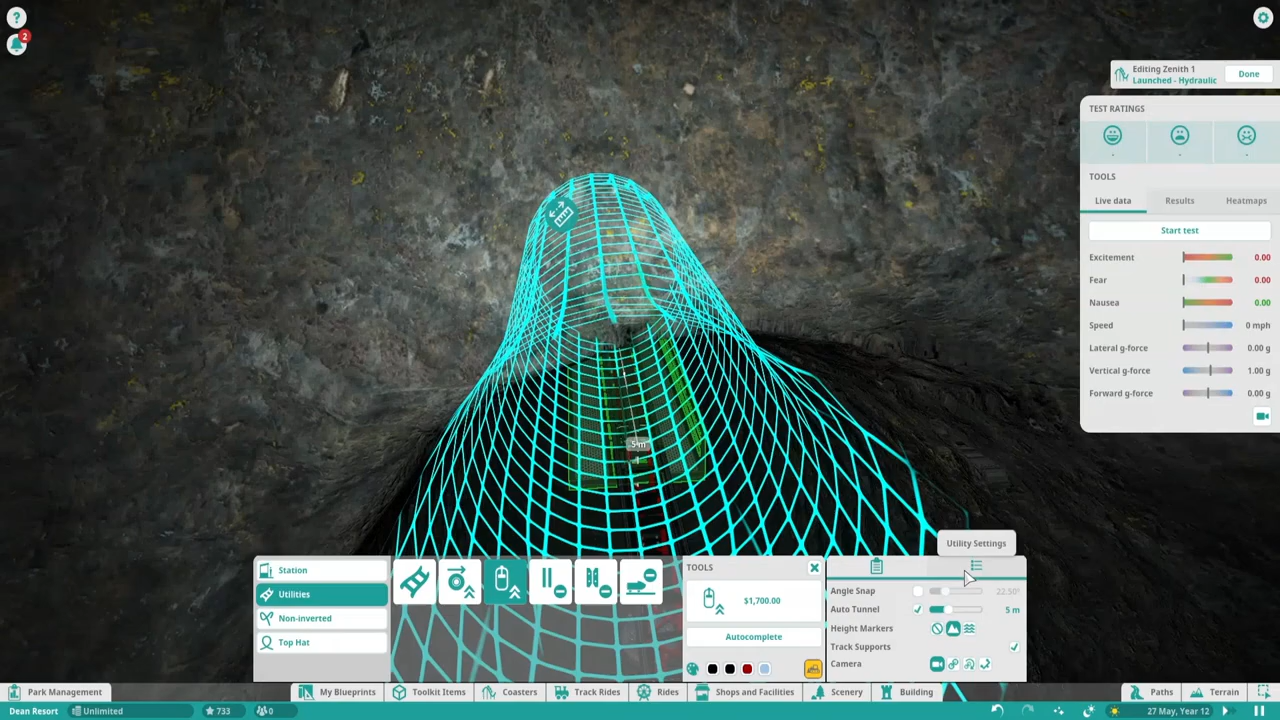 ?
2
Editing Zenith 1
Launched - Hydraulic
Done
TEST RATINGS
- - -
TOOLS
Live data Results Heatmaps
Start test
Excitement 0.00
Fear 0.00
Nausea 0.00
Speed 0 mph
Lateral g-force 0.00 g
Vertical g-force 1.00 g
Forward g-force 0.00 g
5 m
Utility Settings
Station
Utilities
Non-inverted
Top Hat
TOOLS
$1,700.00
Autocomplete
Angle Snap 22.50°
Auto Tunnel 5 m
Height Markers
Track Supports
Camera
Park Management My Blueprints Toolkit Items Coasters Track Rides Rides Shops and Facilities Scenery Building Paths Terrain
Dean Resort Unlimited 733 0 27 May, Year 12